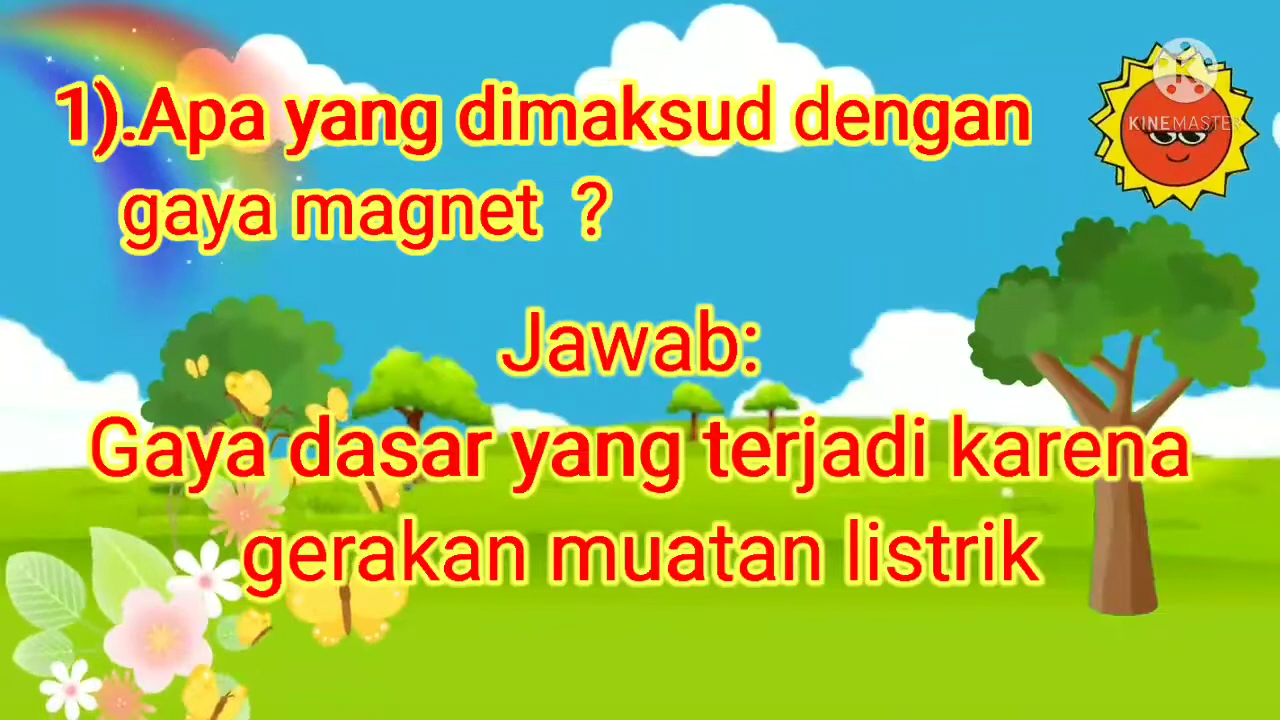 1).Apa yang dimaksud dengan
gaya magnet ?
Jawab:
Gaya dasar yang terjadi karena
gerakan muatan listrik
K
KINEMASTER